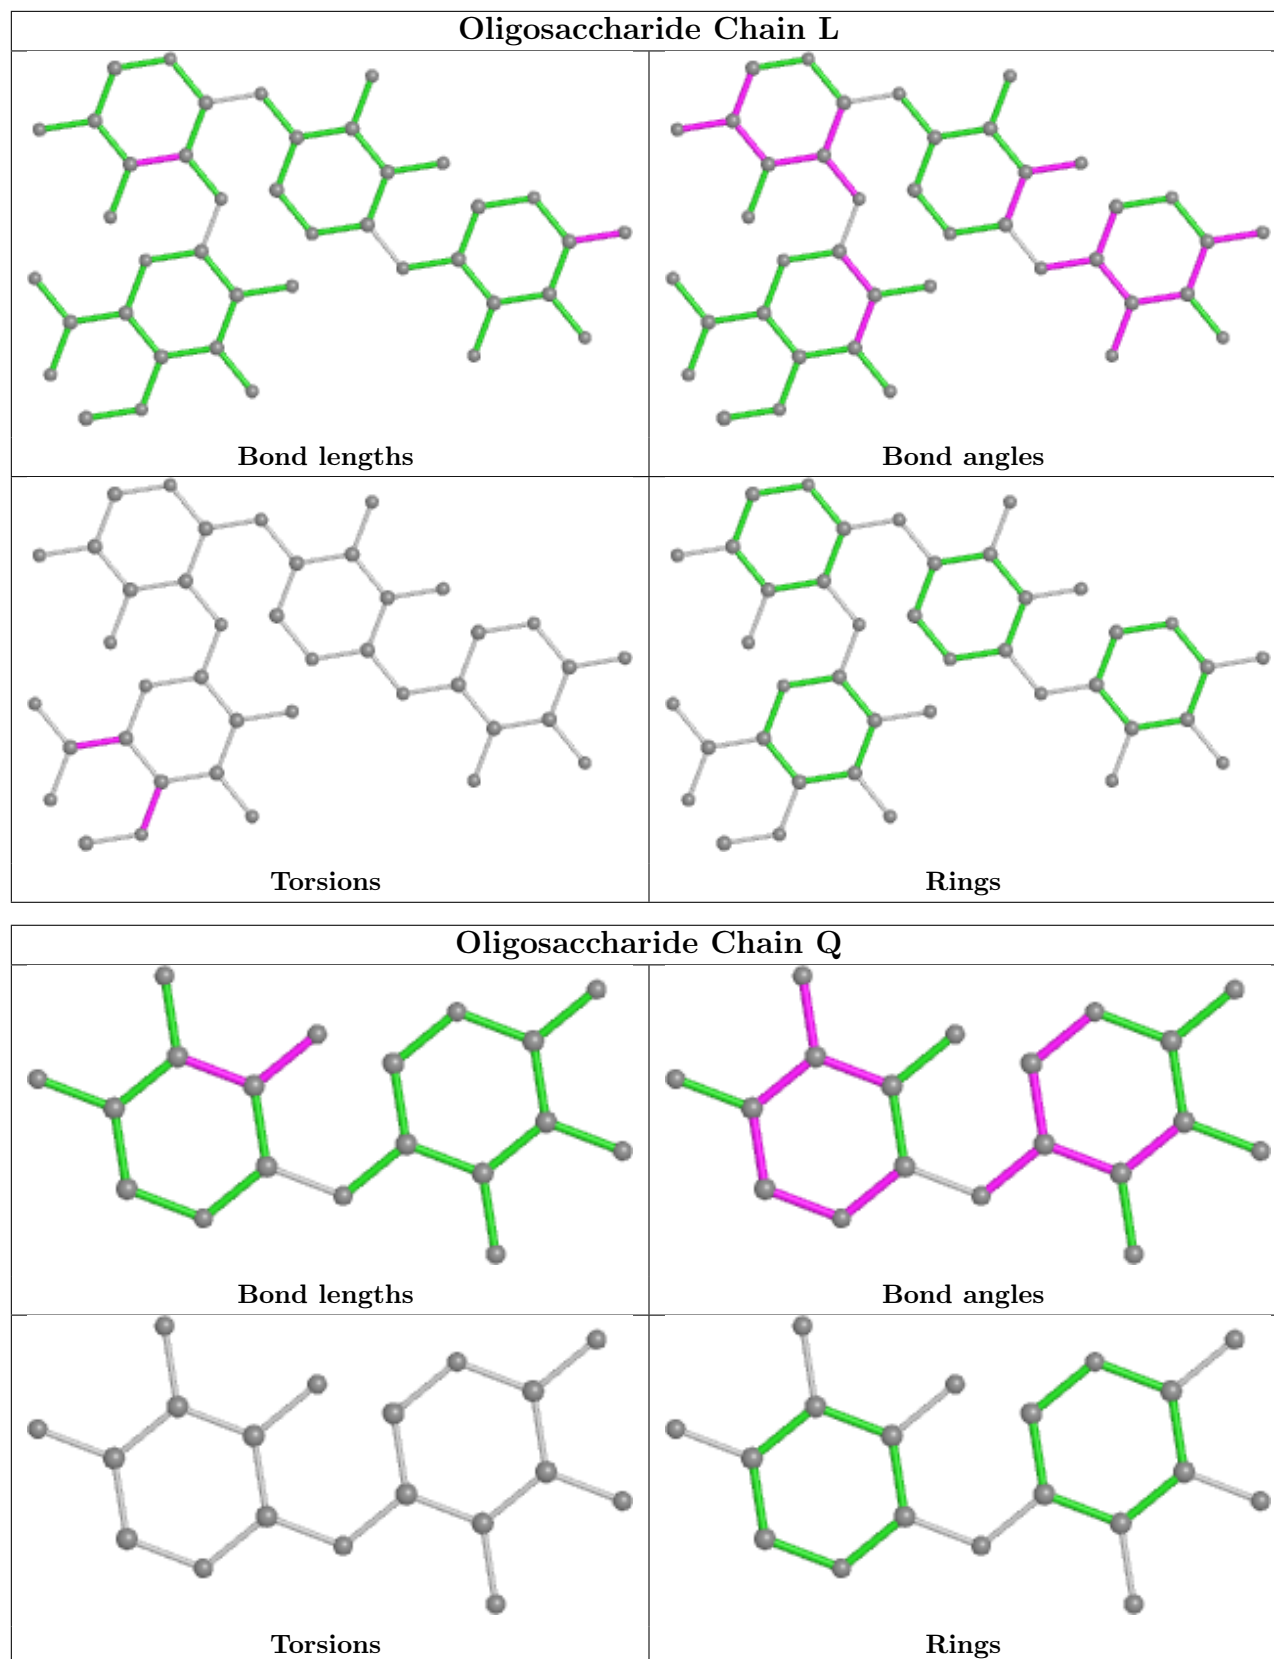 Oligosaccharide Chain L
Bond lengths
Bond angles
Torsions
Rings
Oligosaccharide Chain Q
Bond lengths
Bond angles
Torsions
Rings